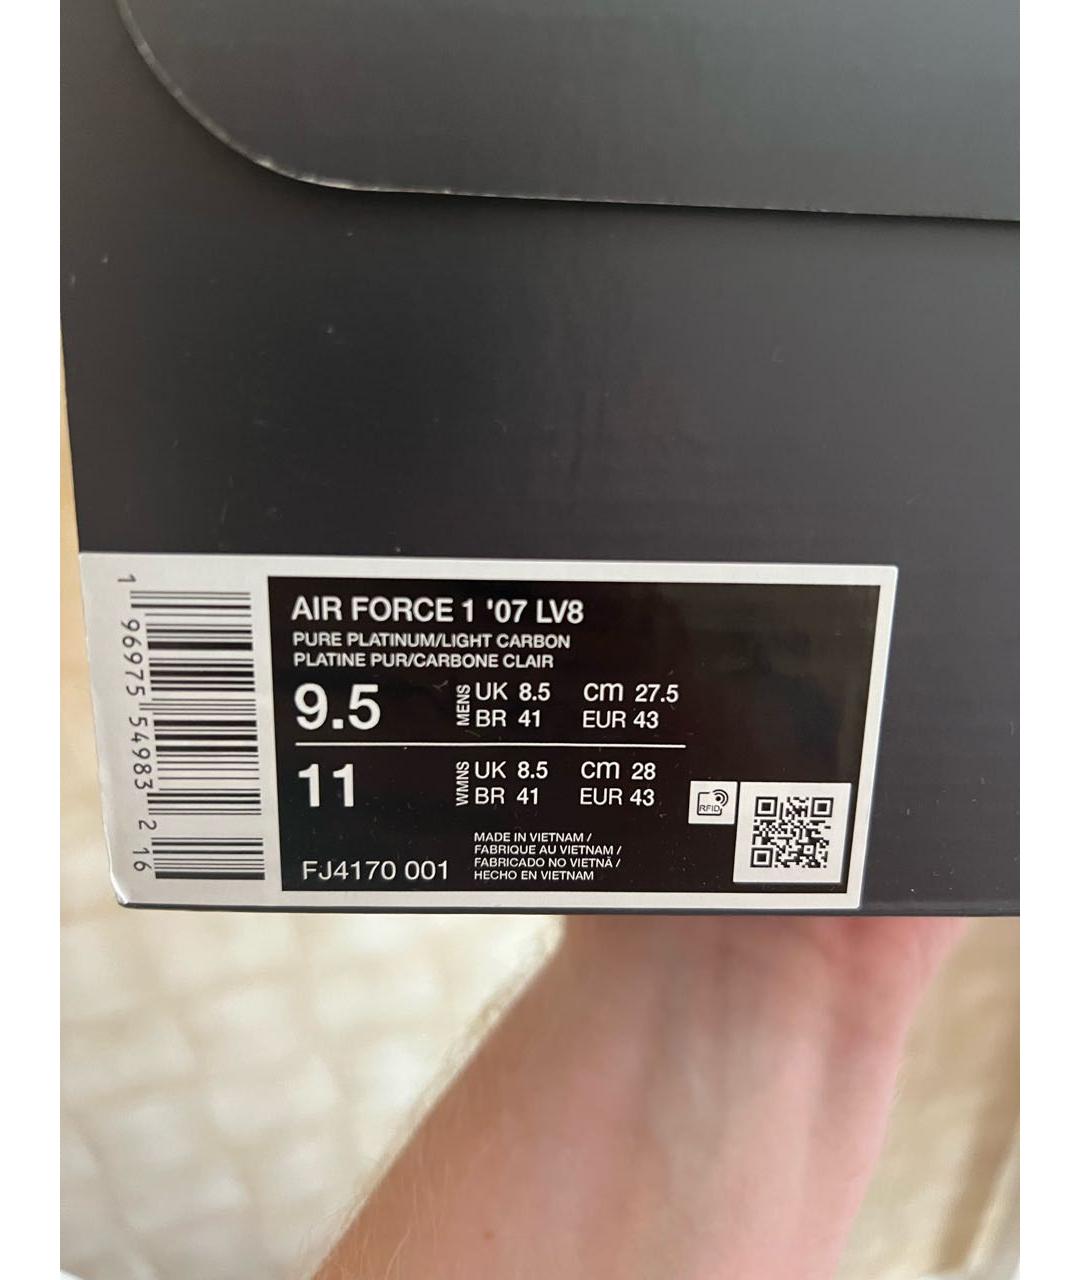 AIR FORCE 1 '07 LV8
PURE PLATINUM/LIGHT CARBON
PLATINE PUR/CARBONE CLAIR
9.5 MENS UK 8.5 cm 27.5
BR 41 EUR 43
11 WMNS UK 8.5 cm 28
BR 41 EUR 43
RFID
FJ4170 001
MADE IN VIETNAM /
FABRIQUE AU VIETNAM /
FABRICADO NO VIETNÃ /
HECHO EN VIETNAM
1 96975 54983 2 16